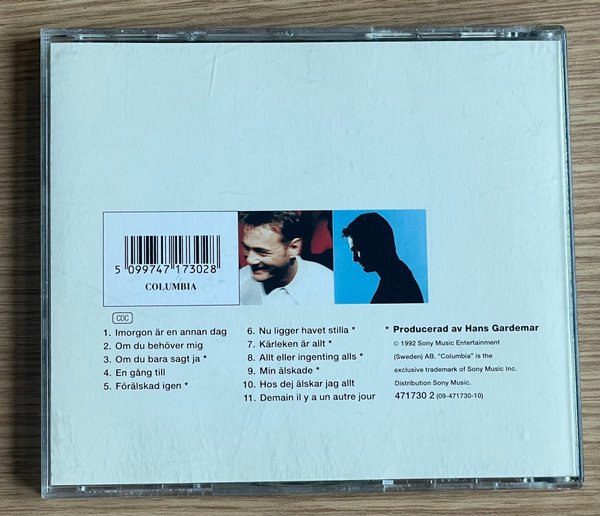 5 099747 173028
COLUMBIA
CDC
1. Imorgon är en annan dag
2. Om du behöver mig
3. Om du bara sagt ja *
4. En gång till
5. Förälskad igen *
6. Nu ligger havet stilla *
7. Kärleken är allt *
8. Allt eller ingenting alls *
9. Min älskade *
10. Hos dej älskar jag allt
11. Demain il y a un autre jour
* Producerad av Hans Gardemar
© 1992 Sony Music Entertainment
(Sweden) AB. "Columbia" is the
exclusive trademark of Sony Music Inc.
Distribution Sony Music.
471730 2 (09-471730-10)